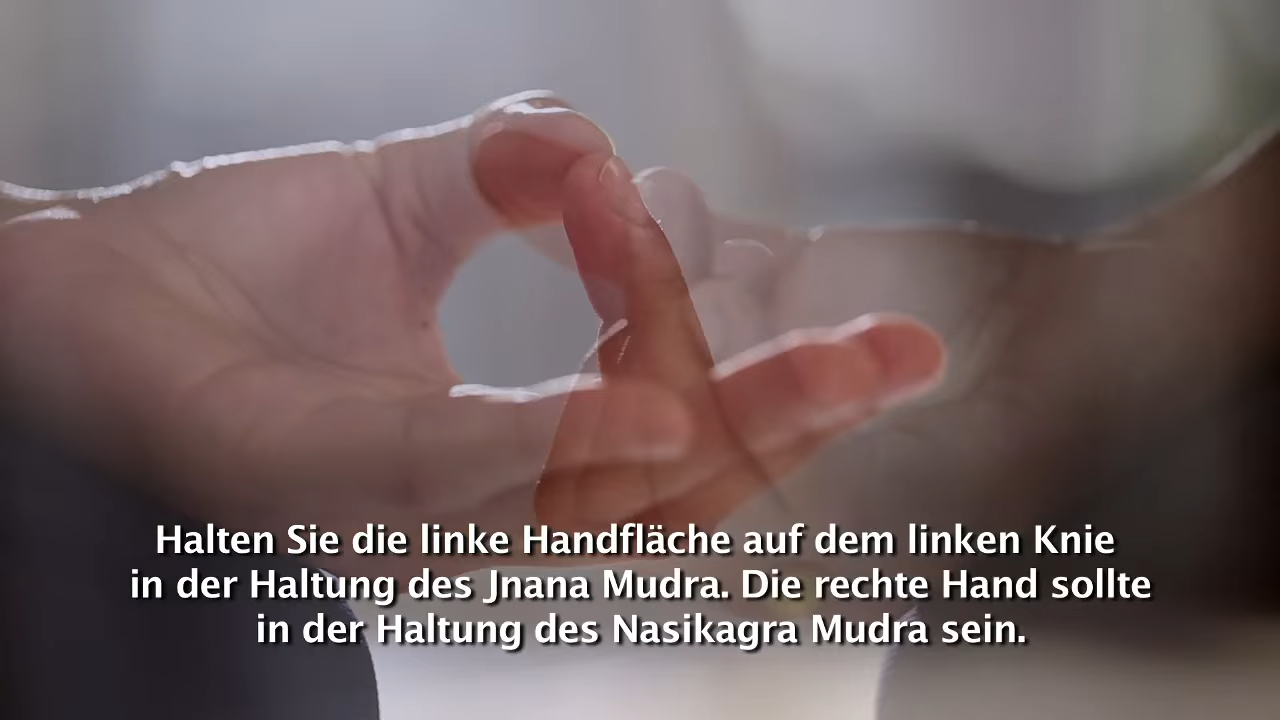 Halten Sie die linke Handfläche auf dem linken Knie
in der Haltung des Jnana Mudra. Die rechte Hand sollte
in der Haltung des Nasikagra Mudra sein.